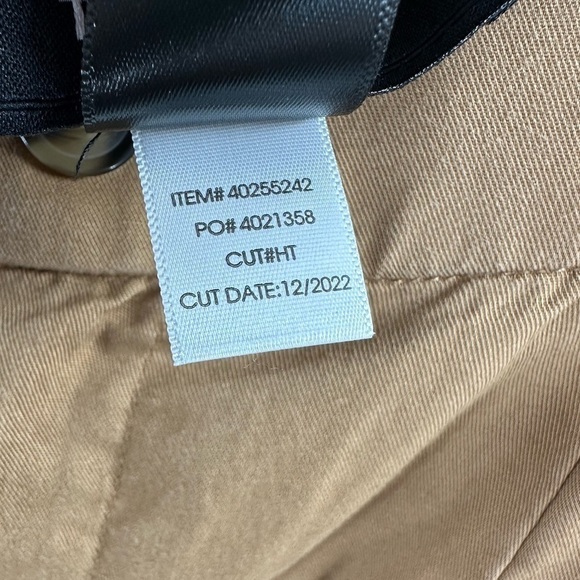 ITEM# 40255242
PO# 4021358
CUT#HT
CUT DATE:12/2022